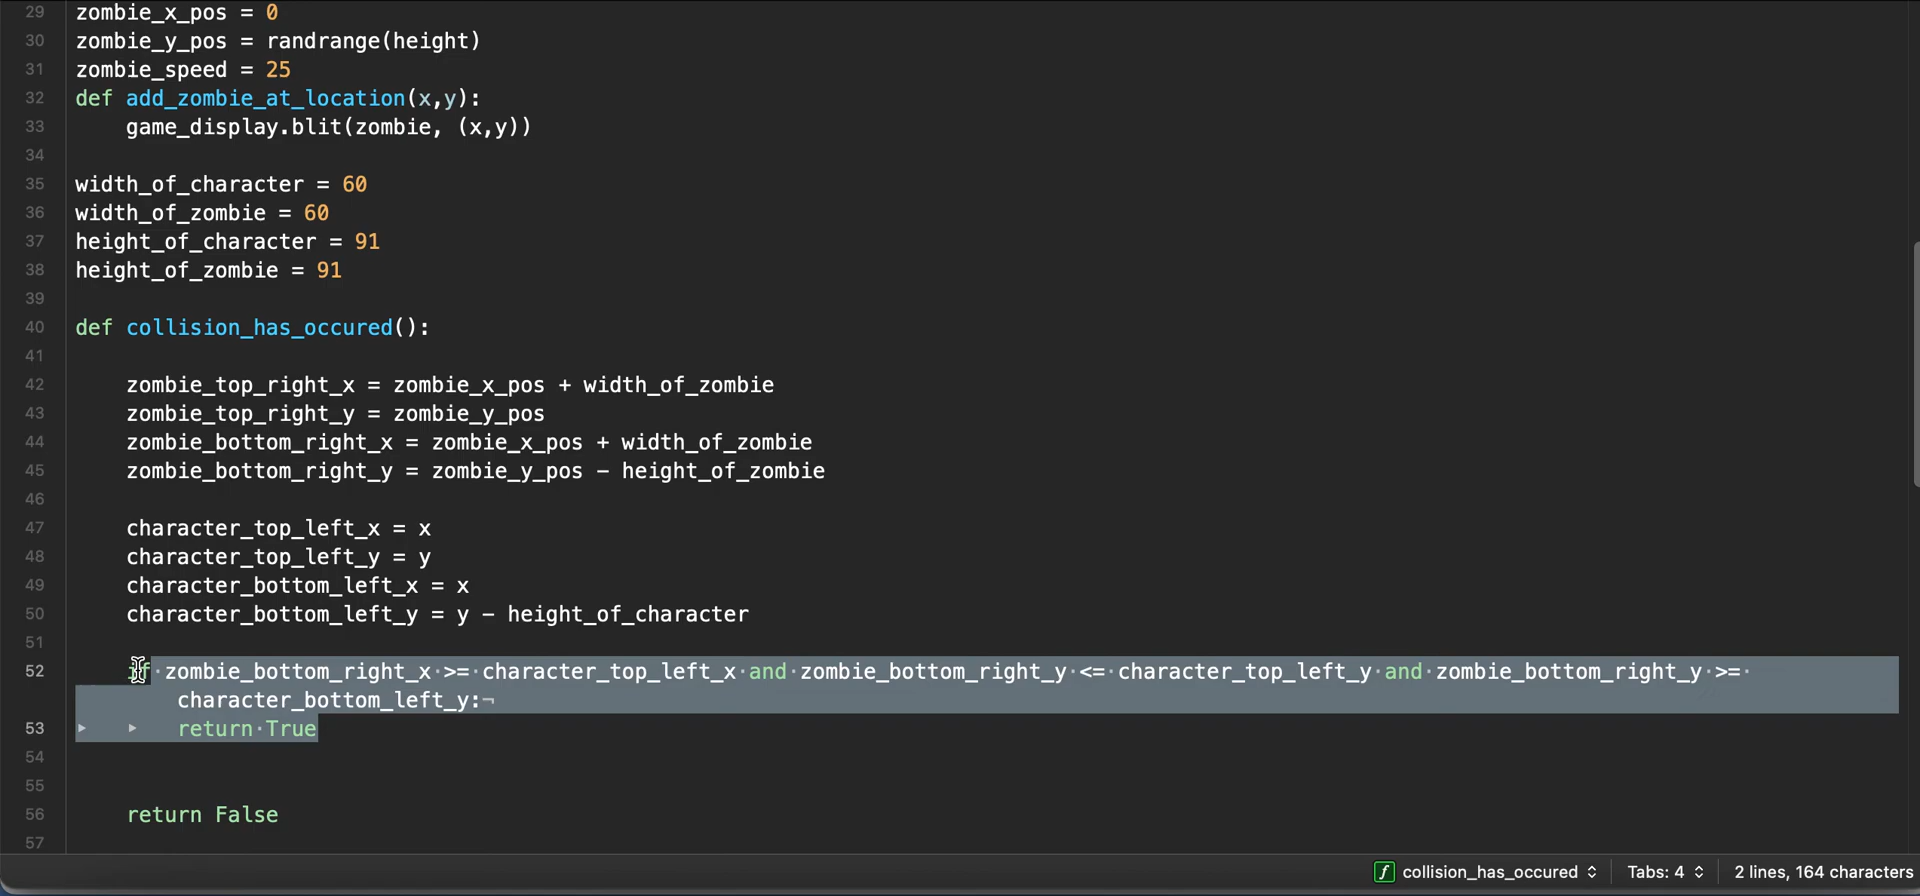 29 zombie_x_pos = 0
30 zombie_y_pos = randrange(height)
31 zombie_speed = 25
32 def add_zombie_at_location(x,y):
33     game_display.blit(zombie, (x,y))
34
35 width_of_character = 60
36 width_of_zombie = 60
37 height_of_character = 91
38 height_of_zombie = 91
39
40 def collision_has_occured():
41
42     zombie_top_right_x = zombie_x_pos + width_of_zombie
43     zombie_top_right_y = zombie_y_pos
44     zombie_bottom_right_x = zombie_x_pos + width_of_zombie
45     zombie_bottom_right_y = zombie_y_pos - height_of_zombie
46
47     character_top_left_x = x
48     character_top_left_y = y
49     character_bottom_left_x = x
50     character_bottom_left_y = y - height_of_character
51
52     if·zombie_bottom_right_x·>=·character_top_left_x·and·zombie_bottom_right_y·<=·character_top_left_y·and·zombie_bottom_right_y·>=·
        character_bottom_left_y:¬
53 ▸ ▸ return·True
54
55
56     return False
57
f collision_has_occured Tabs: 4 2 lines, 164 characters